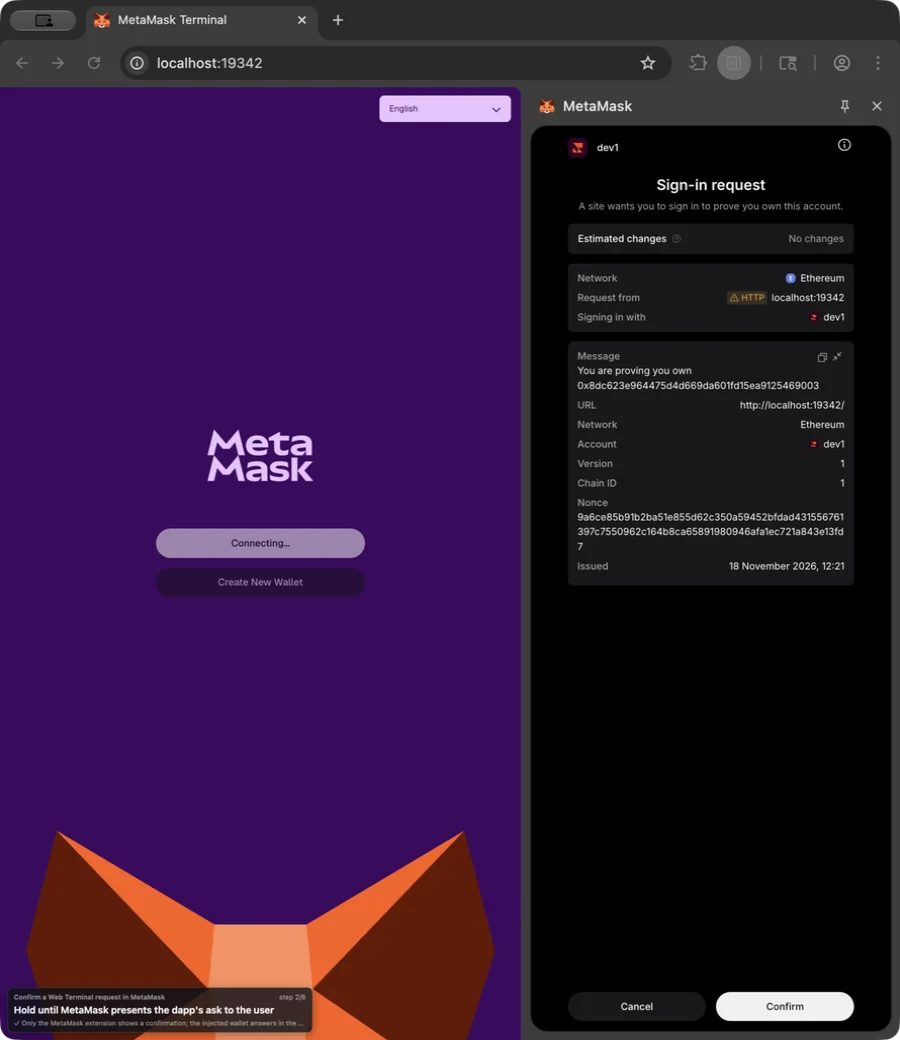 MetaMask Terminal
localhost:19342
English
Meta
Mask
Connecting...
Create New Wallet
Confirm a Web Terminal request in MetaMask
step 2/8
Hold until MetaMask presents the dapp's ask to the user
✓ Only the MetaMask extension shows a confirmation; the injected wallet answers in the ...
MetaMask
dev1
Sign-in request
A site wants you to sign in to prove you own this account.
Estimated changes
No changes
Network
Ethereum
Request from
HTTP localhost:19342
Signing in with
dev1
Message
You are proving you own
0x8dc623e964475d4d669da601fd15ea9125469003
URL
http://localhost:19342/
Network
Ethereum
Account
dev1
Version
1
Chain ID
1
Nonce
9a6ce85b91b2ba51e855d62c350a59452bfdad431556761
397c7550962c164b8ca65891980946afa1ec721a843e13fd
7
Issued
18 November 2026, 12:21
Cancel
Confirm